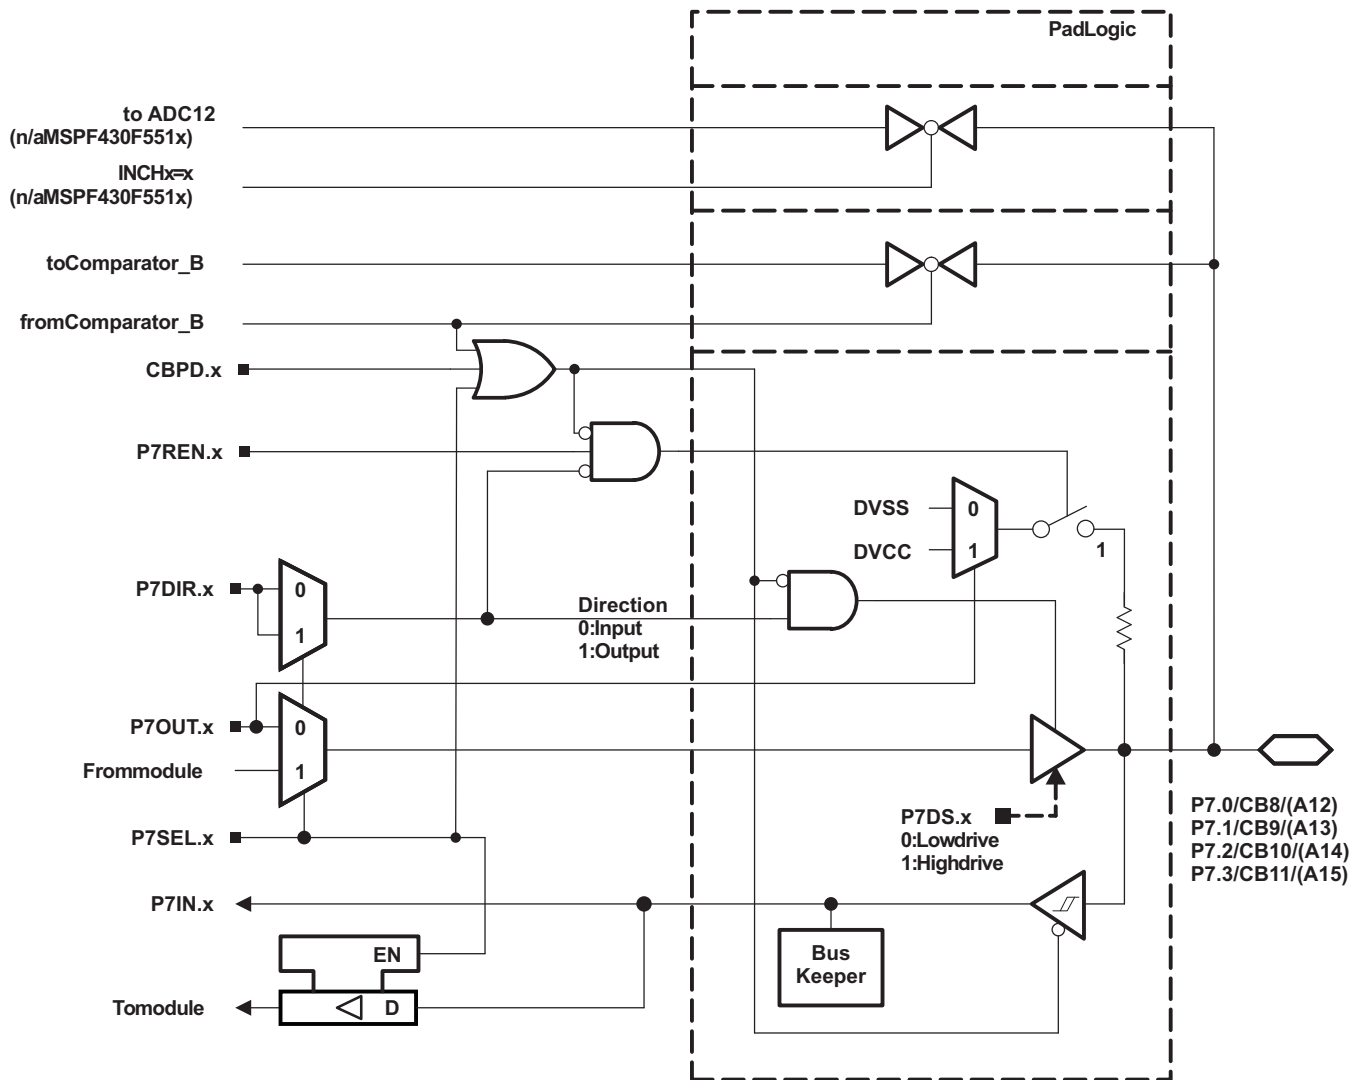 PadLogic
to ADC12
(n/aMSPF430F551x)
INCHx=x
(n/aMSPF430F551x)
toComparator_B
fromComparator_B
CBPD.x
P7REN.x
DVSS
0
DVCC
1
1
P7DIR.x
0
1
Direction
0:Input
1:Output
P7OUT.x
0
Frommodule
1
P7DS.x
0:Lowdrive
1:Highdrive
P7.0/CB8/(A12)
P7.1/CB9/(A13)
P7.2/CB10/(A14)
P7.3/CB11/(A15)
P7SEL.x
P7IN.x
EN
Bus
Keeper
Tomodule
D